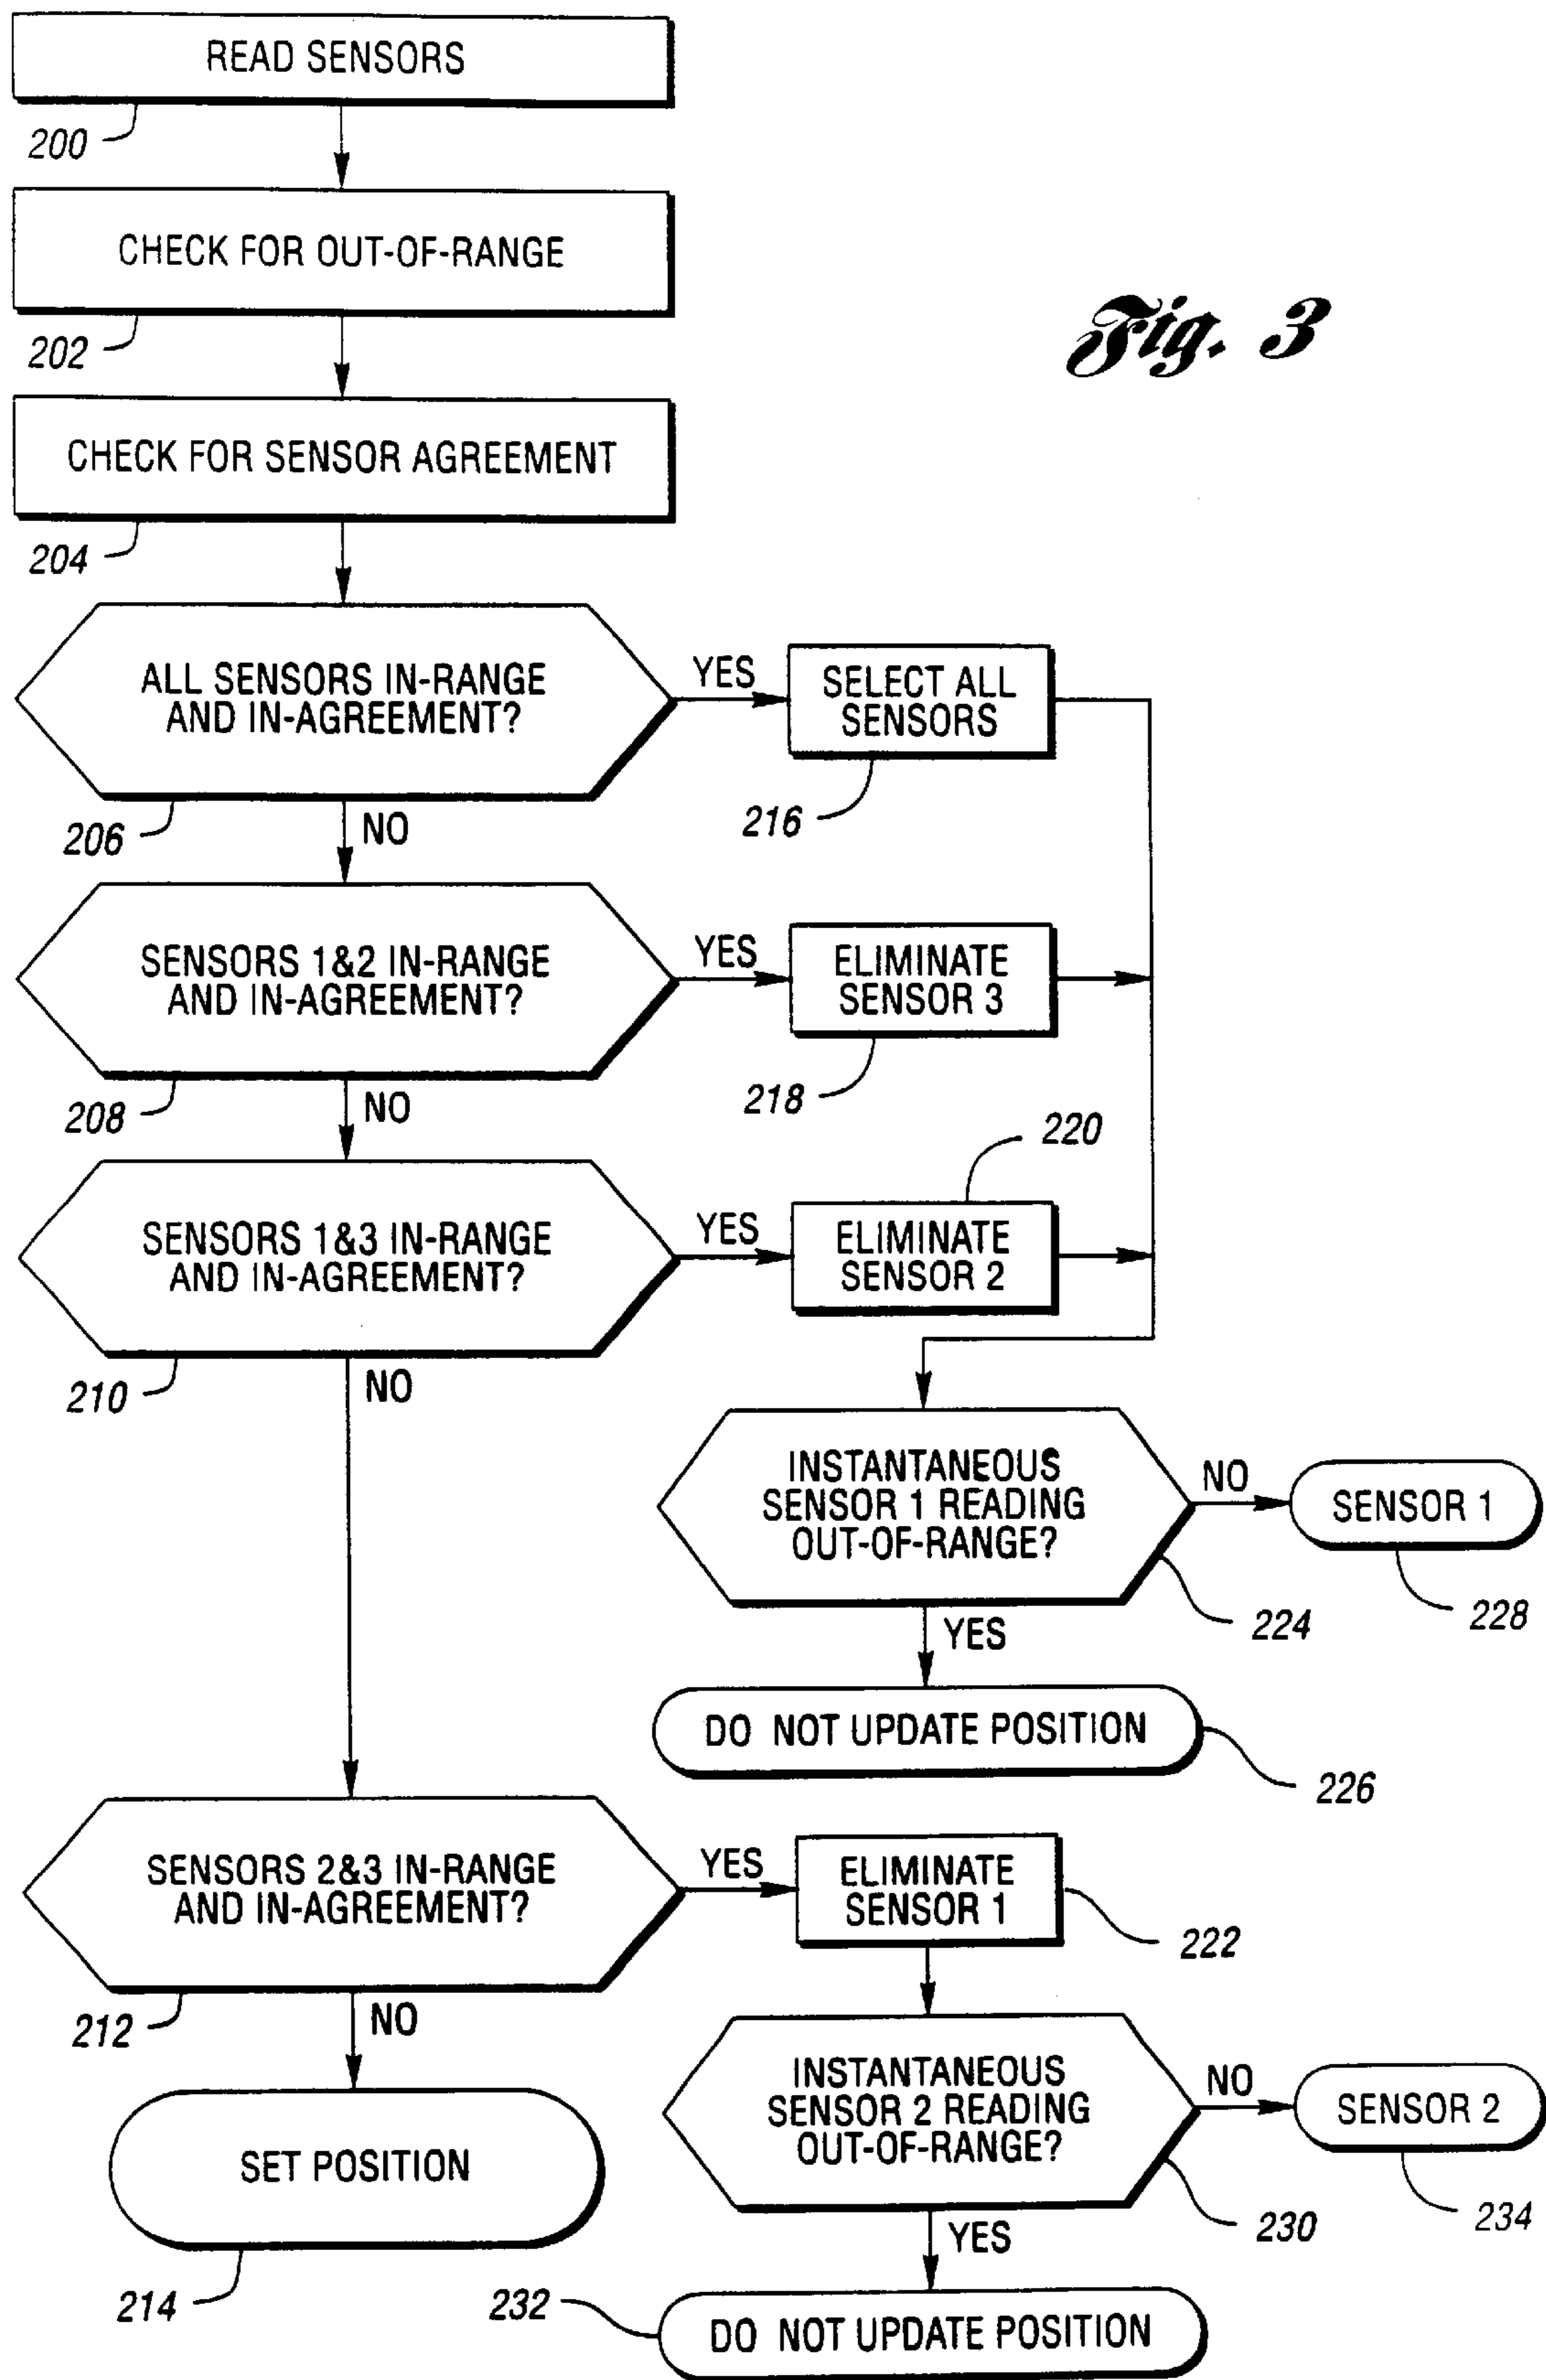 READ SENSORS
200
CHECK FOR OUT-OF-RANGE
202
Fig. 3
CHECK FOR SENSOR AGREEMENT
204
ALL SENSORS IN-RANGE
AND IN-AGREEMENT?
YES
SELECT ALL
SENSORS
206
NO
216
SENSORS 1&2 IN-RANGE
AND IN-AGREEMENT?
YES
ELIMINATE
SENSOR 3
208
NO
218
220
SENSORS 1&3 IN-RANGE
AND IN-AGREEMENT?
YES
ELIMINATE
SENSOR 2
210
NO
INSTANTANEOUS
SENSOR 1 READING
OUT-OF-RANGE?
NO
SENSOR 1
224
228
YES
DO NOT UPDATE POSITION
226
SENSORS 2&3 IN-RANGE
AND IN-AGREEMENT?
YES
ELIMINATE
SENSOR 1
222
212
NO
INSTANTANEOUS
SENSOR 2 READING
OUT-OF-RANGE?
NO
SENSOR 2
SET POSITION
230
234
YES
214
232
DO NOT UPDATE POSITION